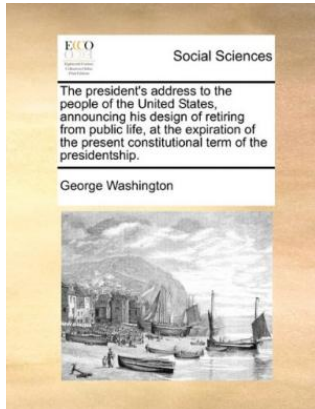 ECCO
Social Sciences
The president's address to the
people of the United States,
announcing his design of retiring
from public life, at the expiration of
the present constitutional term of the
presidentship.
George Washington